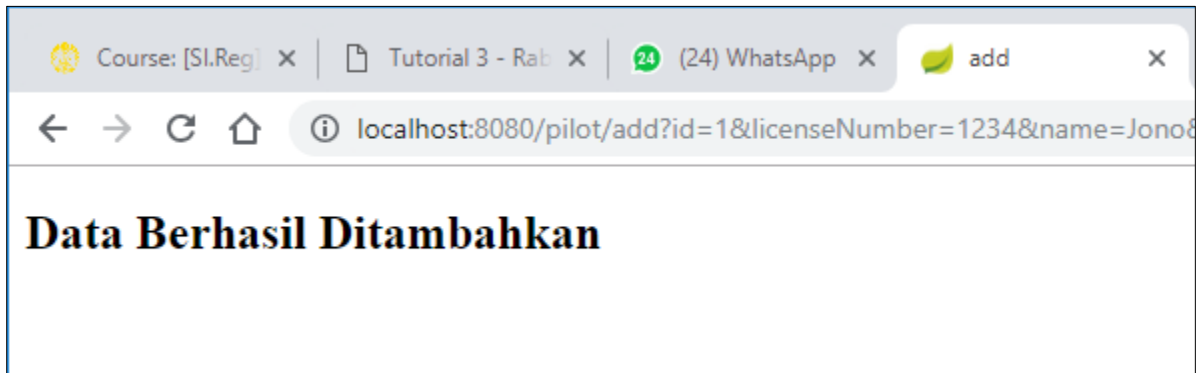 Course: [SI.Reg]
Tutorial 3 - Rab
24 (24) WhatsApp
add
localhost:8080/pilot/add?id=1&licenseNumber=1234&name=Jono&
Data Berhasil Ditambahkan